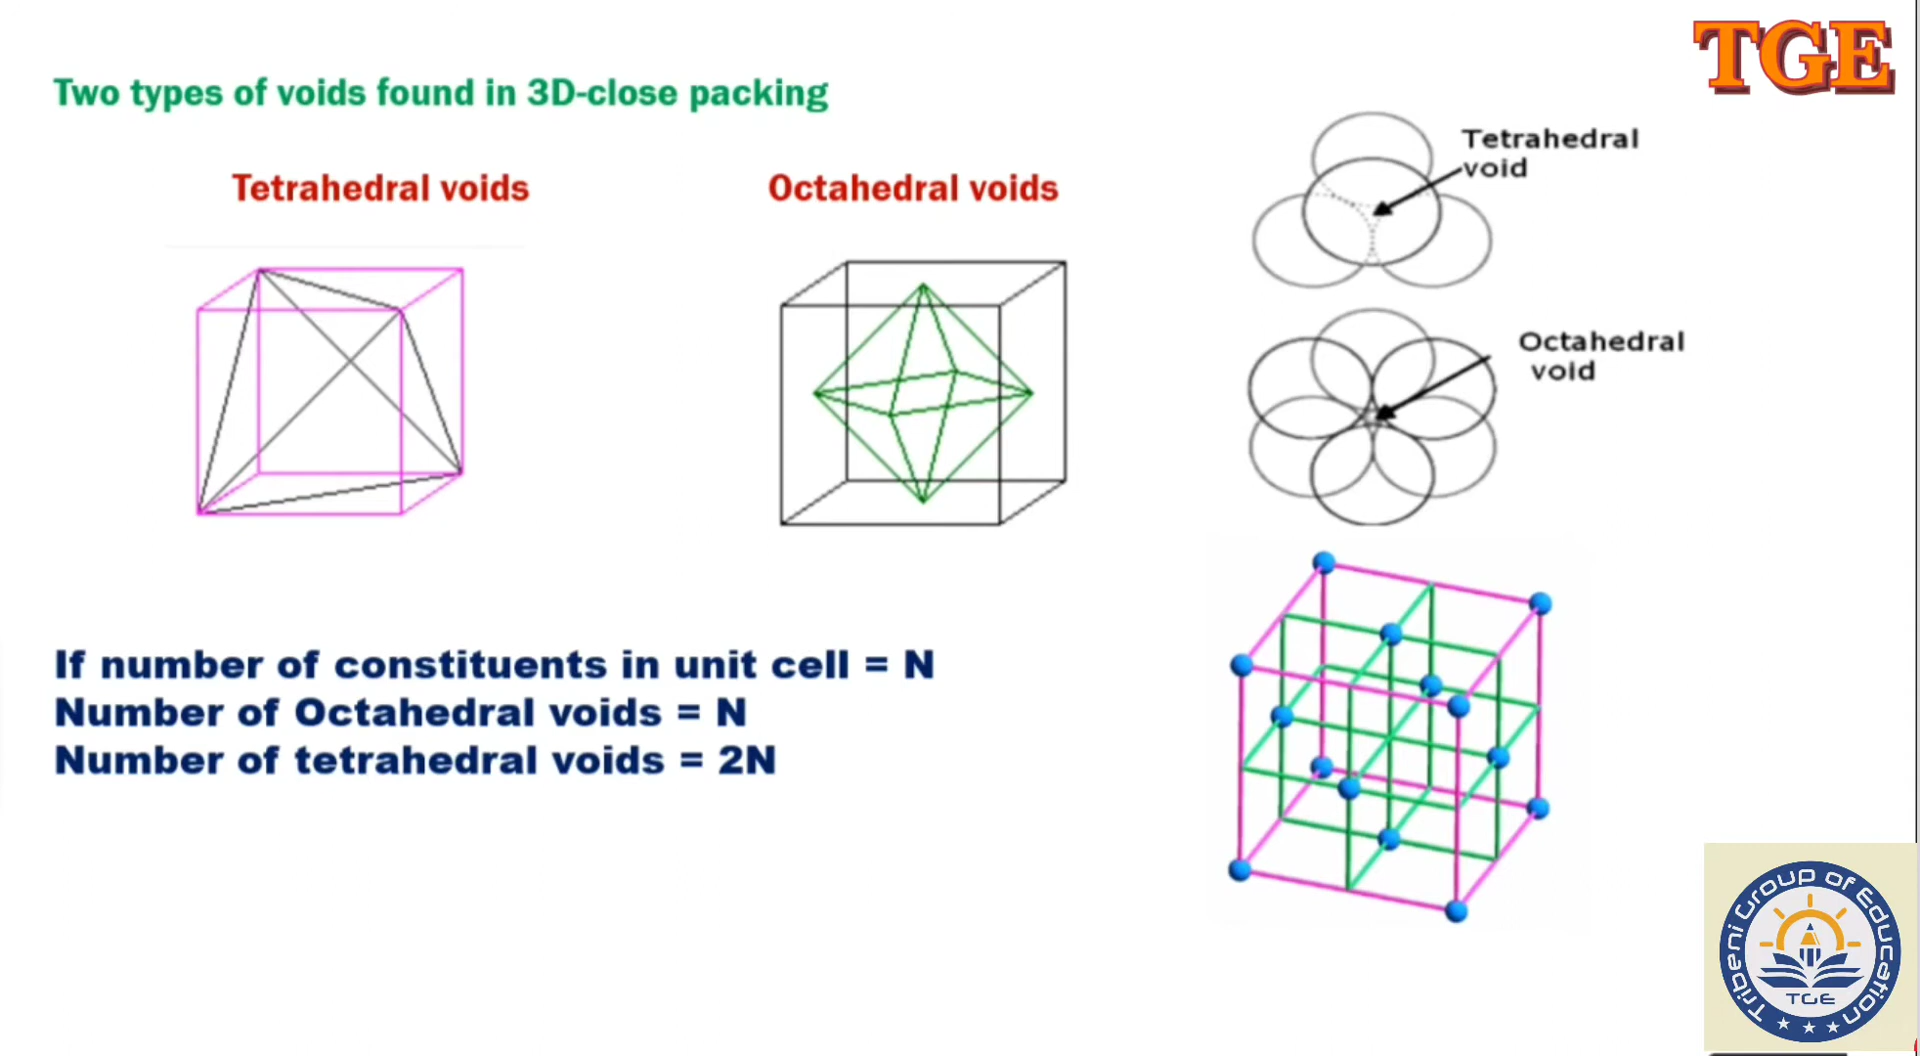 TGE
Two types of voids found in 3D-close packing
Tetrahedral voids
Octahedral voids
Tetrahedral
void
Octahedral
void
If number of constituents in unit cell = N
Number of Octahedral voids = N
Number of tetrahedral voids = 2N
Tribeni Group Of Education
TGE